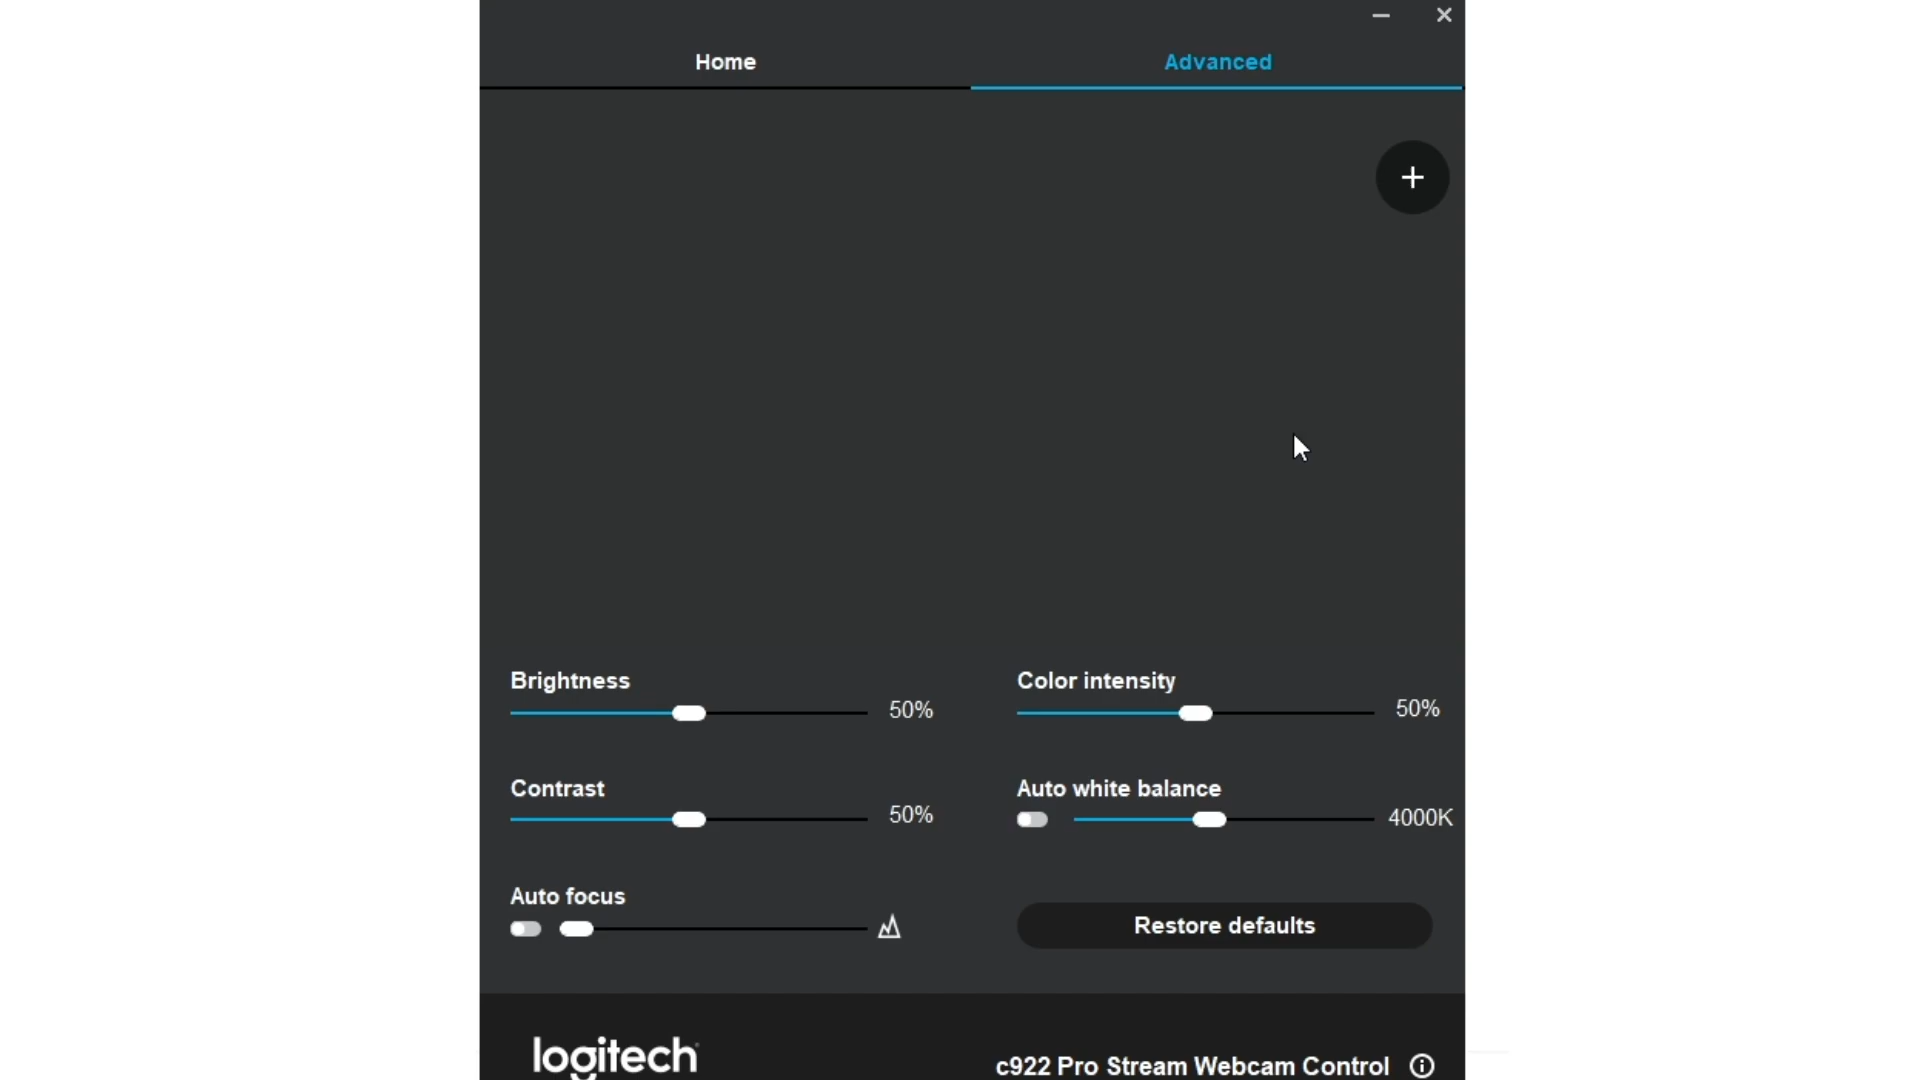 Home
Advanced
Brightness
50%
Color intensity
50%
Contrast
50%
Auto white balance
4000K
Auto focus
Restore defaults
logitech
c922 Pro Stream Webcam Control